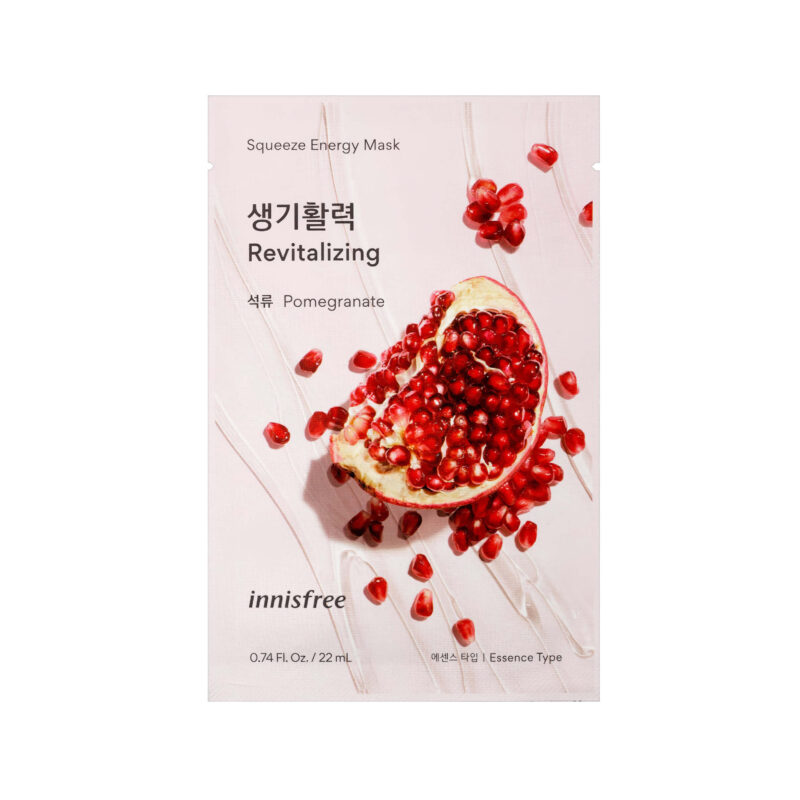 Squeeze Energy Mask
생기활력
Revitalizing
석류 Pomegranate
innisfree
0.74 Fl. Oz. / 22 mL
에센스 타입 | Essence Type